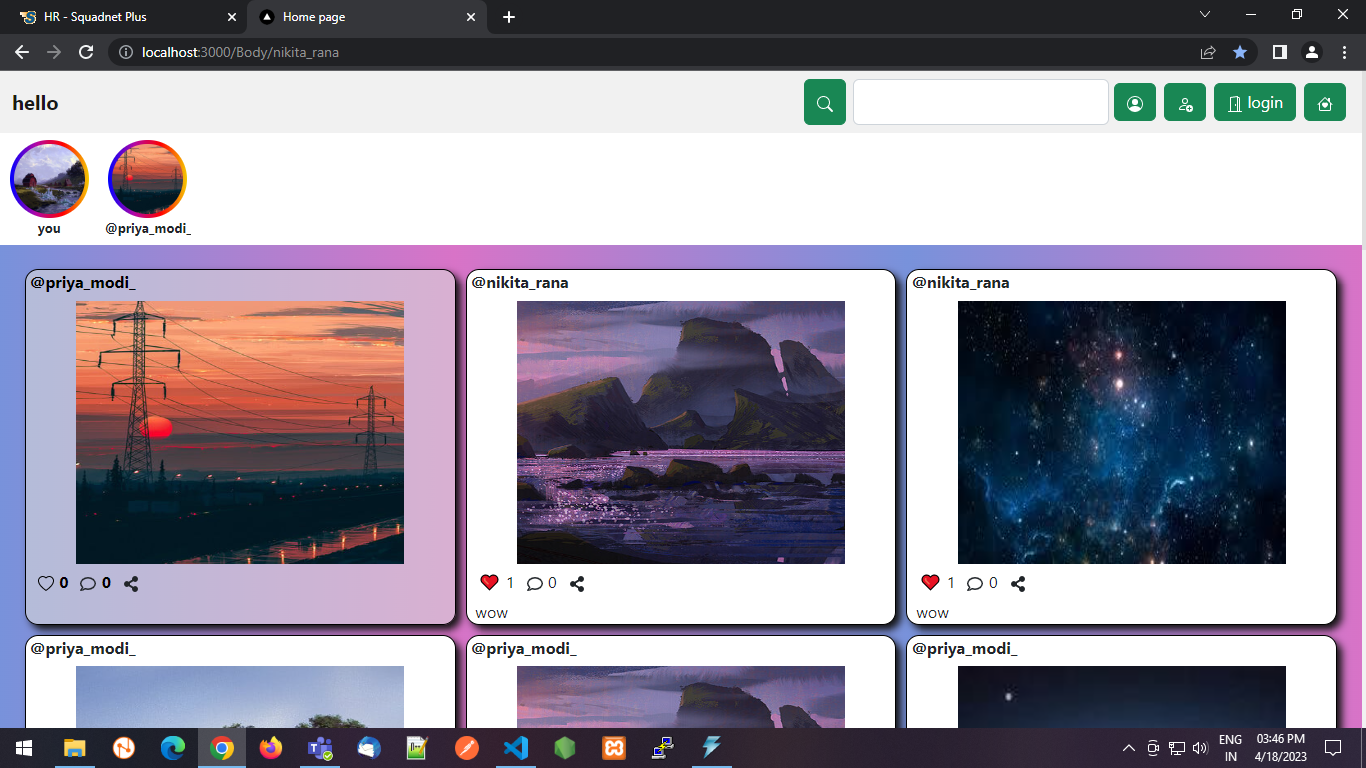 HR - Squadnet Plus
Home page
localhost:3000/Body/nikita_rana
hello
login
you
@priya_modi_
@priya_modi_
@nikita_rana
@nikita_rana
0 0
1 0
1 0
wow
wow
@priya_modi_
@priya_modi_
@priya_modi_
ENG
IN
03:46 PM
4/18/2023